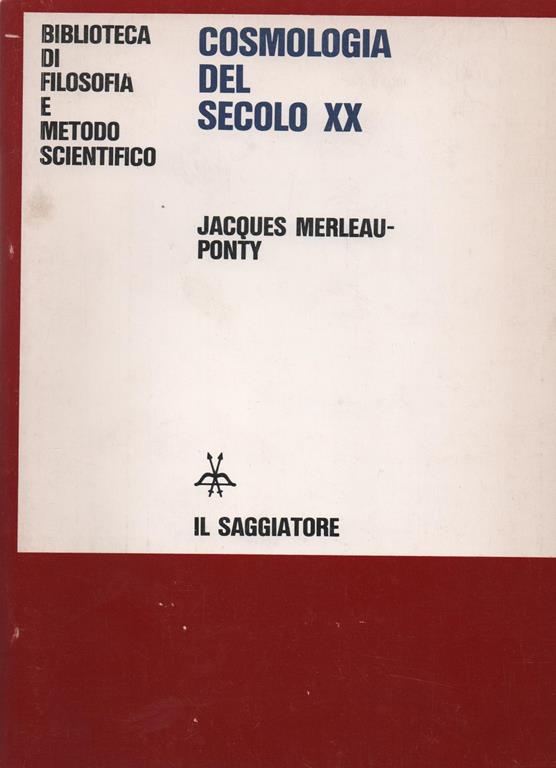 BIBLIOTECA
DI
FILOSOFIA
E
METODO
SCIENTIFICO
COSMOLOGIA
DEL
SECOLO XX
JACQUES MERLEAU-
PONTY
IL SAGGIATORE